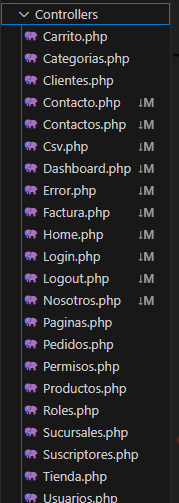 Controllers
Carrito.php
Categorias.php
Clientes.php
Contacto.php ↓M
Contactos.php ↓M
Csv.php ↓M
Dashboard.php ↓M
Error.php ↓M
Factura.php ↓M
Home.php ↓M
Login.php ↓M
Logout.php ↓M
Nosotros.php ↓M
Paginas.php
Pedidos.php
Permisos.php
Productos.php
Roles.php
Sucursales.php
Suscriptores.php
Tienda.php
Usuarios.php